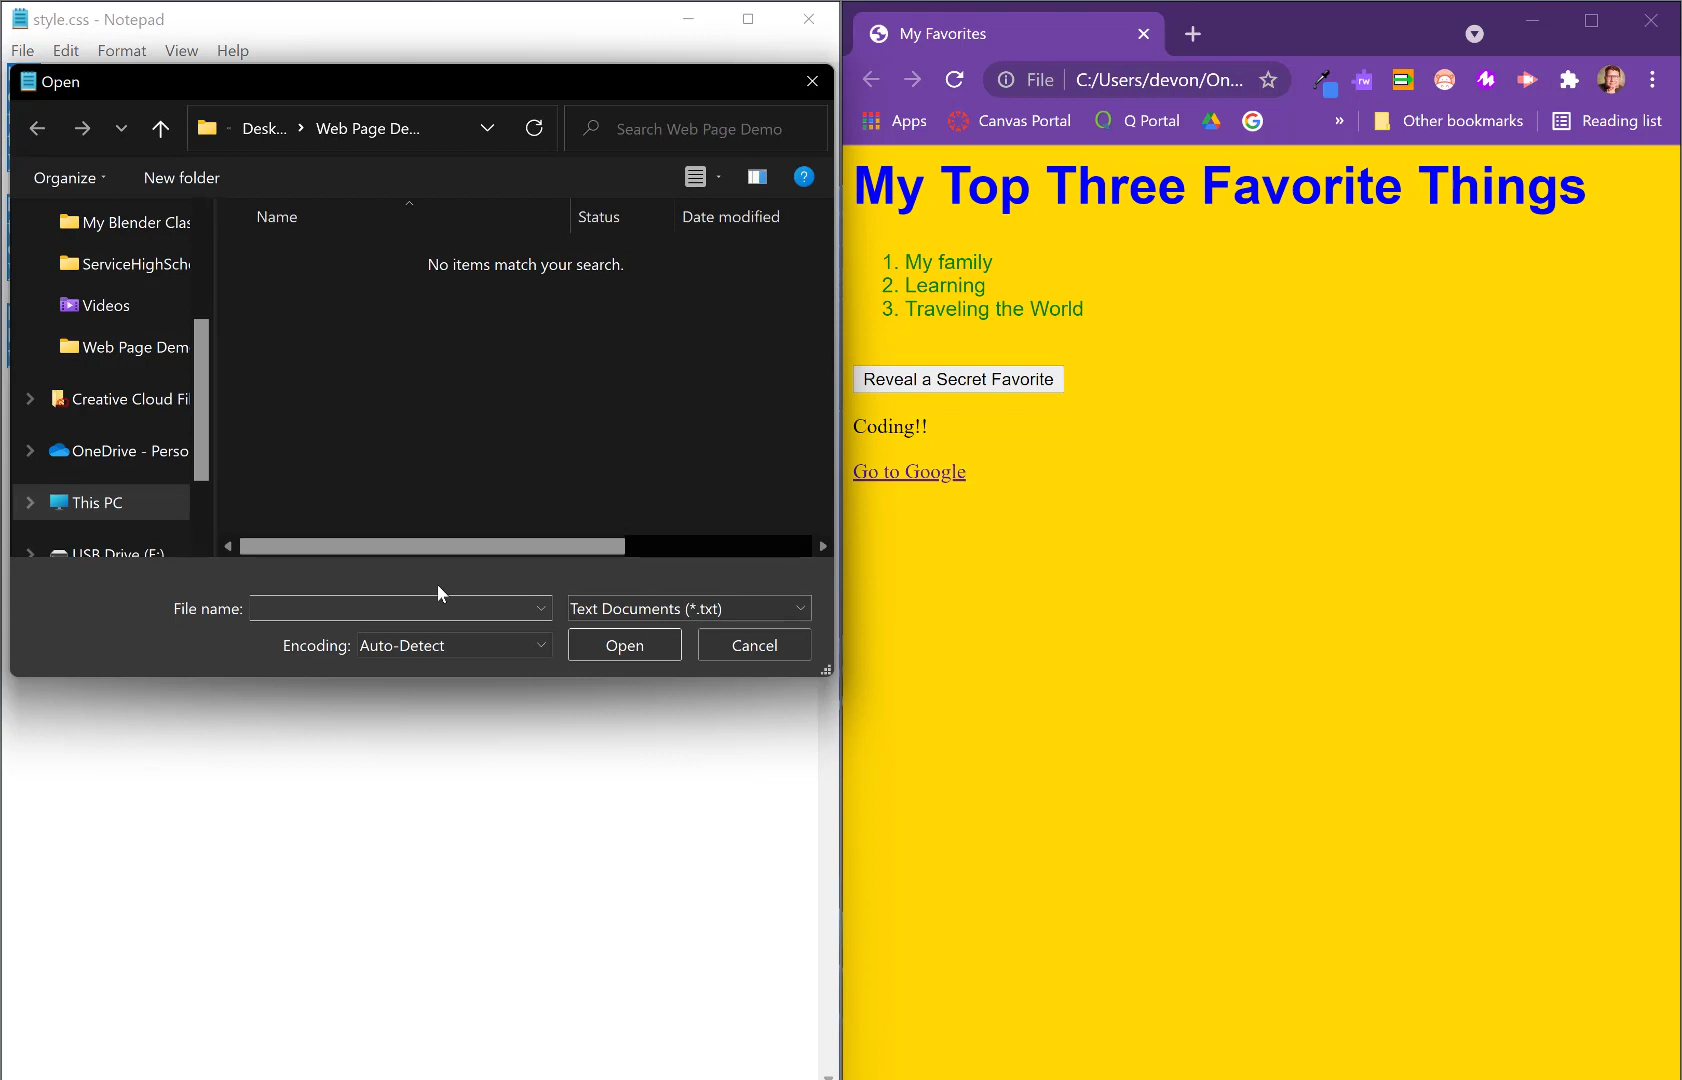 style.css - Notepad
File Edit Format View Help
Open
Desk... Web Page De...
Search Web Page Demo
Organize
New folder
?
Name
Status
Date modified
My Blender Clas
ServiceHighSch
Videos
Web Page Dem
Creative Cloud Fi
OneDrive - Perso
This PC
USB Drive (F:)
No items match your search.
File name:
Text Documents (*.txt)
Encoding: Auto-Detect
Open
Cancel
My Favorites
File C:/Users/devon/On...
rw
Apps Canvas Portal Q Portal » Other bookmarks Reading list
My Top Three Favorite Things
1. My family
2. Learning
3. Traveling the World
Reveal a Secret Favorite
Coding!!
Go to Google